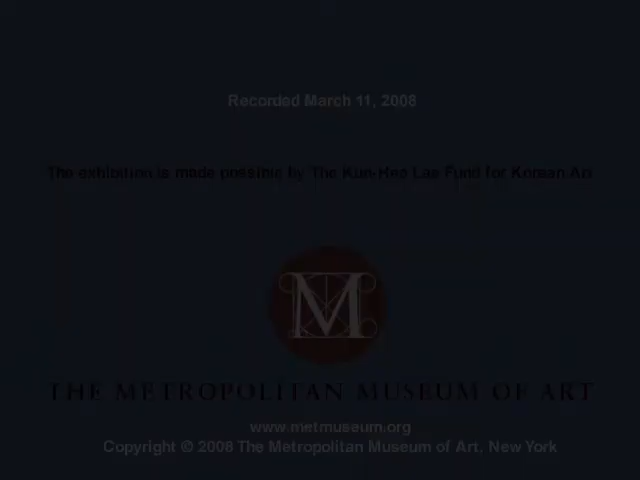 Recorded March 11, 2008
The exhibition is made possible by The Kun-Hee Lee Fund for Korean Art
M
THE METROPOLITAN MUSEUM OF ART
www.metmuseum.org
Copyright © 2008 The Metropolitan Museum of Art, New York